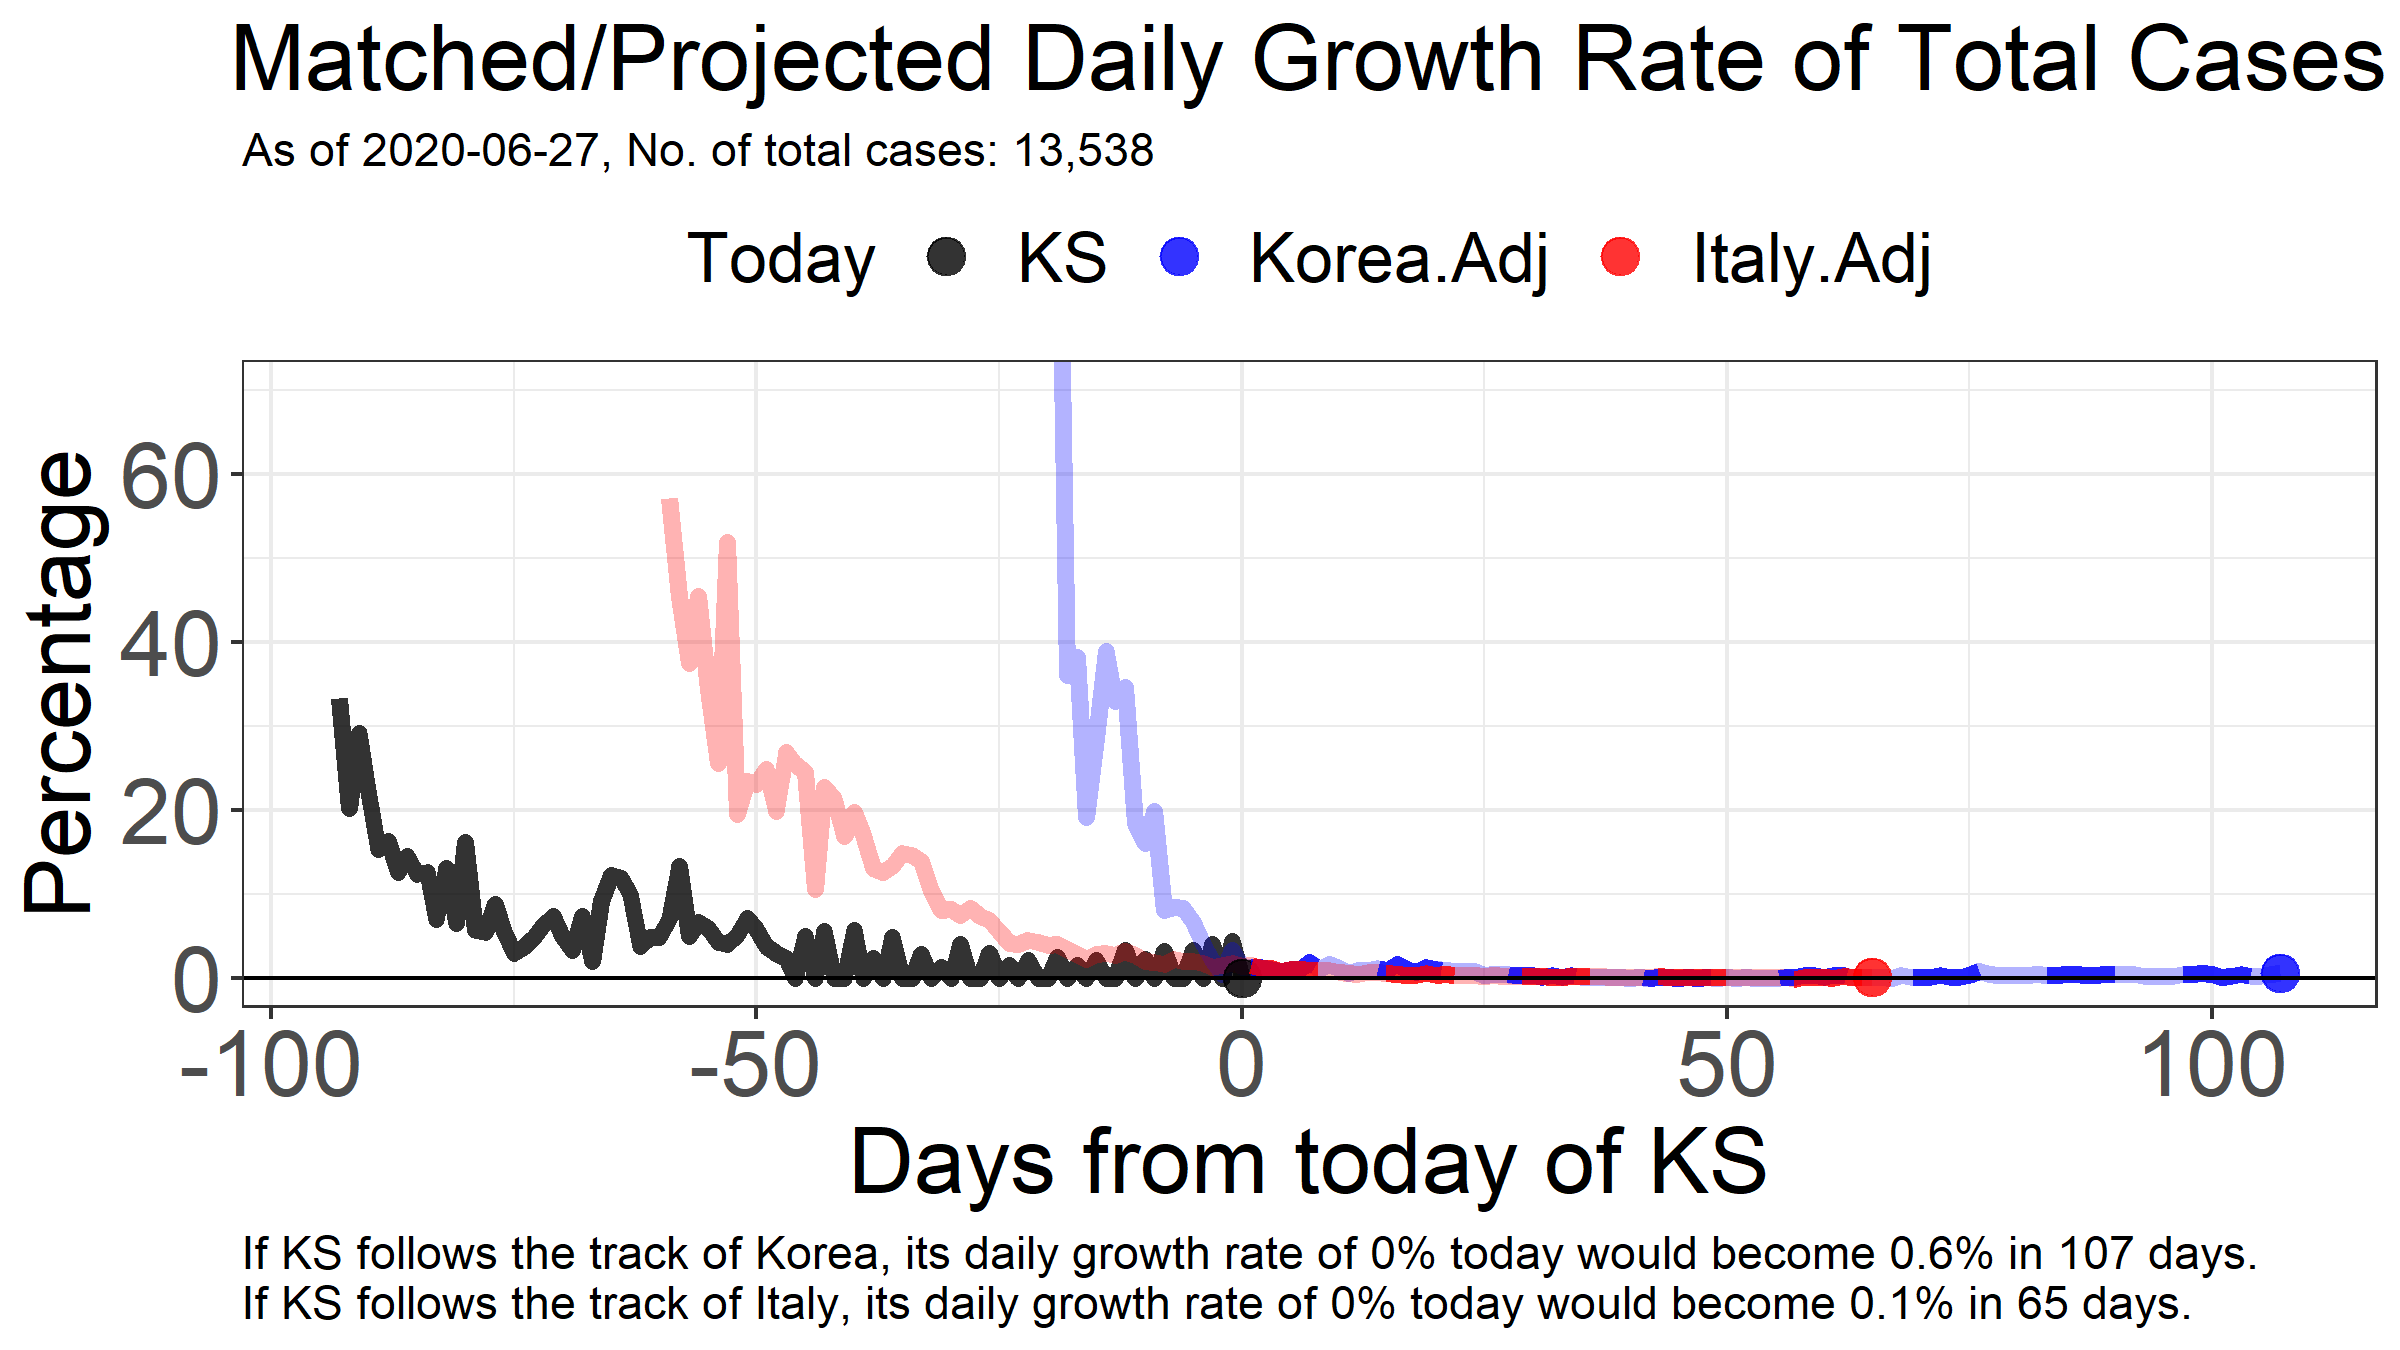 Matched/Projected Daily Growth Rate of Total Cases
As of 2020-06-27, No. of total cases: 13,538
Today KS Korea.Adj Italy.Adj
Percentage
60
40
20
0
-100 -50 0 50 100
Days from today of KS
If KS follows the track of Korea, its daily growth rate of 0% today would become 0.6% in 107 days.
If KS follows the track of Italy, its daily growth rate of 0% today would become 0.1% in 65 days.